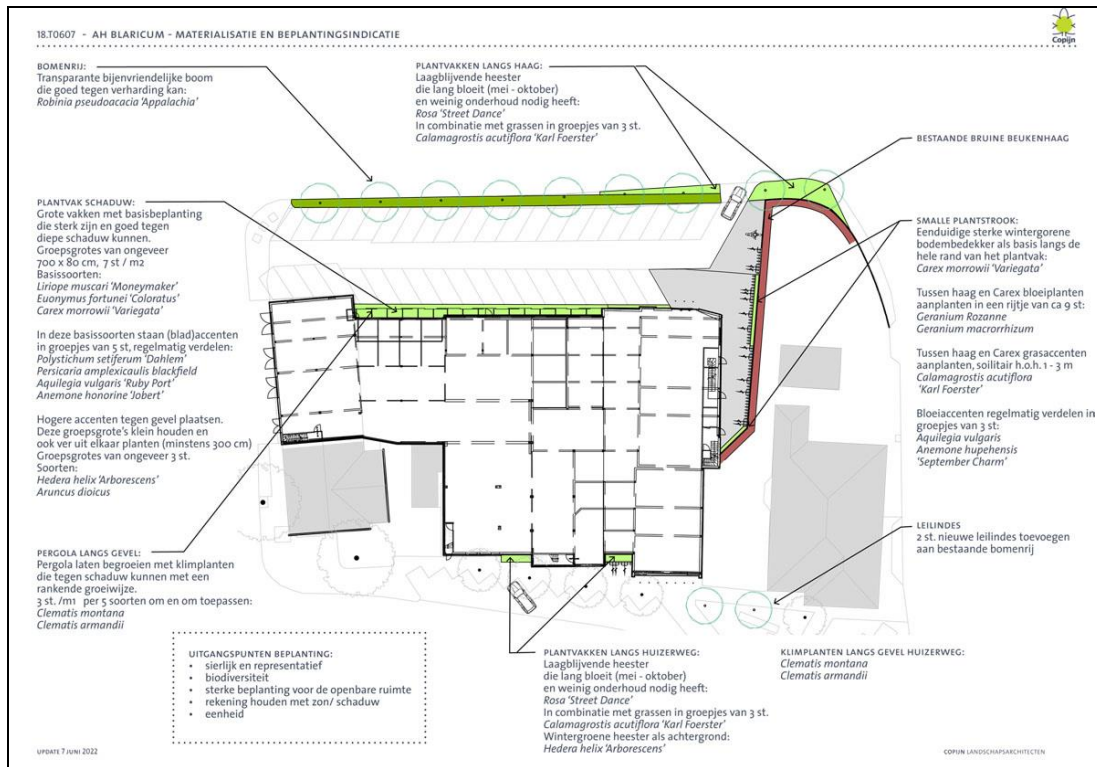 18.T0607 - AH BLARICUM - MATERIALISATIE EN BEPLANTINGSINDICATIE
Copijn
BOMENRIJ:
Transparante bijenvriendelijke boom
die goed tegen verharding kan:
Robinia pseudoacacia 'Appalachia'
PLANTVAKKEN LANGS HAAG:
Laagblijvende heester
die lang bloeit (mei - oktober)
en weinig onderhoud nodig heeft:
Rosa 'Street Dance'
In combinatie met grassen in groepjes van 3 st.
Calamagrostis acutiflora 'Karl Foerster'
BESTAANDE BRUINE BEUKENHAAG
PLANTVAK SCHADUW:
Grote vakken met basisbeplanting
die sterk zijn en goed tegen
diepe schaduw kunnen.
Groepsgrotes van ongeveer
700 x 80 cm, 7 st / m2
Basissoorten:
Liriope muscari 'Moneymaker'
Euonymus fortunei 'Coloratus'
Carex morrowii 'Variegata'
In deze basissoorten staan (blad)accenten
in groepjes van 5 st, regelmatig verdelen:
Polystichum setiferum 'Dahlem'
Persicaria amplexicaulis blackfield
Aquilegia vulgaris 'Ruby Port'
Anemone honorine 'Jobert'
Hogere accenten tegen gevel plaatsen.
Deze groepsgrote's klein houden en
ook ver uit elkaar planten (minstens 300 cm)
Groepsgrotes van ongeveer 3 st.
Soorten:
Hedera helix 'Arborescens'
Aruncus dioicus
SMALLE PLANTSTROOK:
Eenduidige sterke wintergorene
bodembedekker als basis langs de
hele rand van het plantvak:
Carex morrowii 'Variegata'
Tussen haag en Carex bloeiplanten
aanplanten in een rijtje van ca 9 st:
Geranium Rozanne
Geranium macrorrhizum
Tussen haag en Carex grasaccenten
aanplanten, soilitair h.o.h. 1 - 3 m
Calamagrostis acutiflora
'Karl Foerster'
Bloeiaccenten regelmatig verdelen in
groepjes van 3 st:
Aquilegia vulgaris
Anemone hupehensis
'September Charm'
LEILINDES
2 st. nieuwe leilindes toevoegen
aan bestaande bomenrij
PERGOLA LANGS GEVEL:
Pergola laten begroeien met klimplanten
die tegen schaduw kunnen met een
rankende groeiwijze.
3 st. /m1 per 5 soorten om en om toepassen:
Clematis montana
Clematis armandii
UITGANGSPUNTEN BEPLANTING:
• sierlijk en representatief
• biodiversiteit
• sterke beplanting voor de openbare ruimte
• rekening houden met zon/ schaduw
• eenheid
PLANTVAKKEN LANGS HUIZERWEG:
Laagblijvende heester
die lang bloeit (mei - oktober)
en weinig onderhoud nodig heeft:
Rosa 'Street Dance'
In combinatie met grassen in groepjes van 3 st.
Calamagrostis acutiflora 'Karl Foerster'
Wintergroene heester als achtergrond:
Hedera helix 'Arborescens'
KLIMPLANTEN LANGS GEVEL HUIZERWEG:
Clematis montana
Clematis armandii
UPDATE 7 JUNI 2022
COPIJN LANDSCHAPSARCHITECTEN